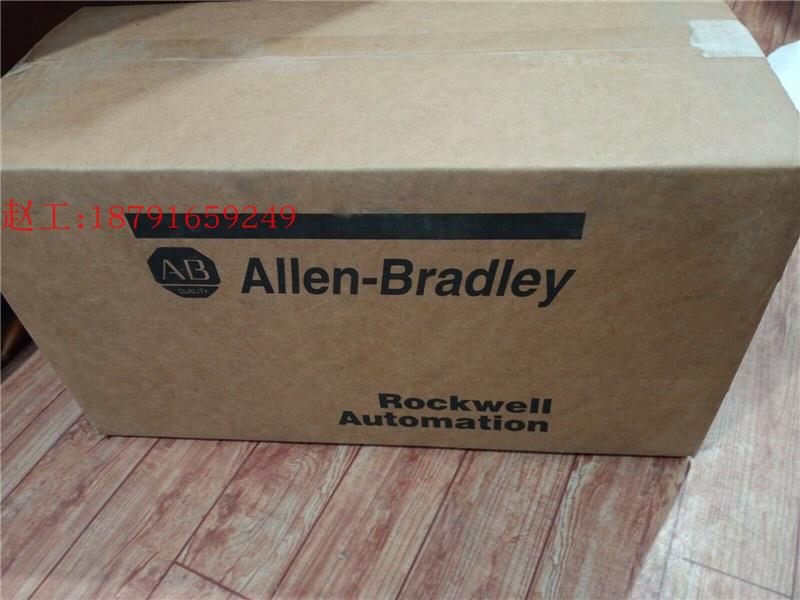 赵工:18791659249
AB
QUALITY
Allen-Bradley
Rockwell
Automation